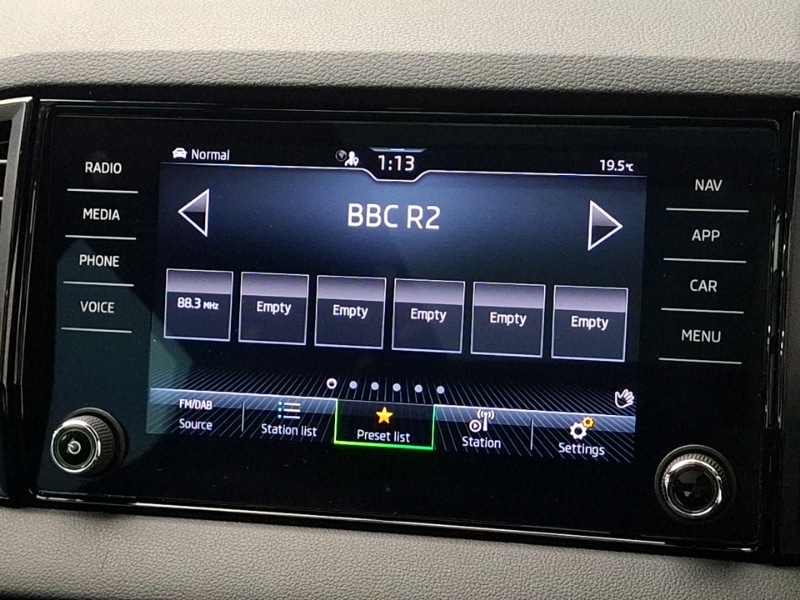 Normal
1:13
19.5°C
RADIO
MEDIA
PHONE
VOICE
BBC R2
88.3 MHz
Empty
Empty
Empty
Empty
Empty
FM/DAB
Source
Station list
Preset list
Station
Settings
NAV
APP
CAR
MENU